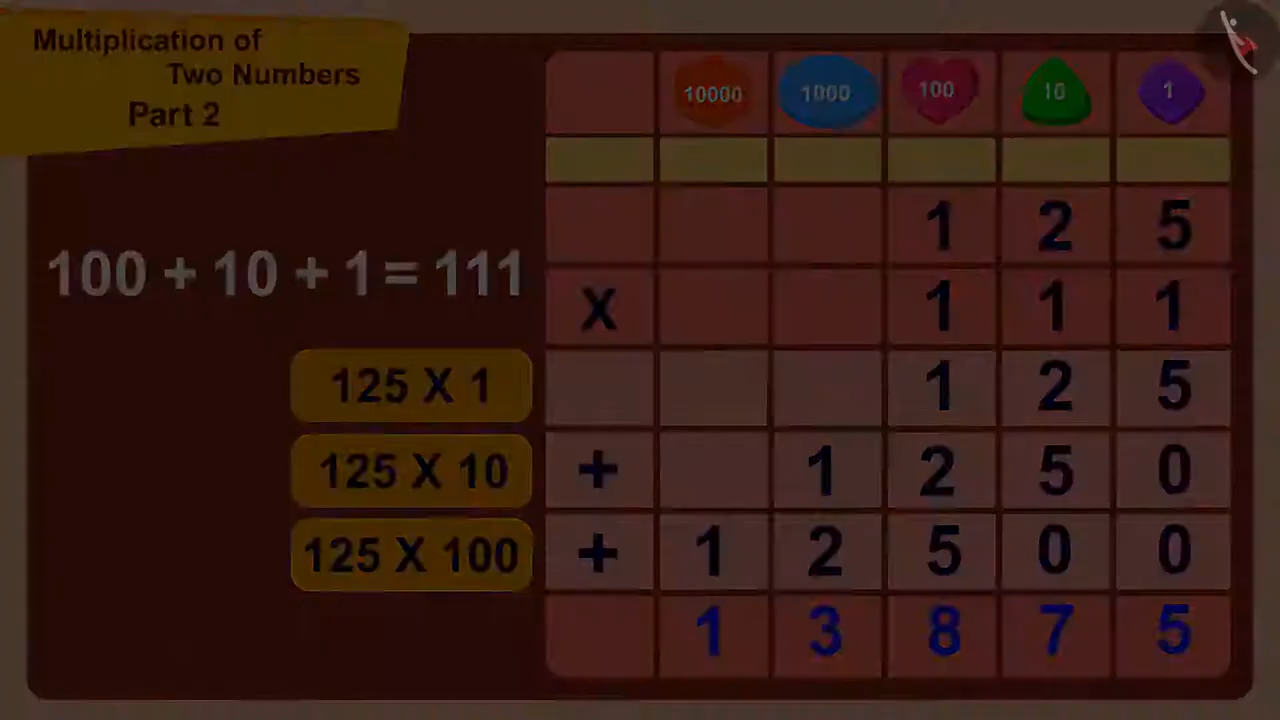 Multiplication of
Two Numbers
Part 2
100 + 10 + 1 = 111
125 X 1
125 X 10
125 X 100
10000 1000 100 10 1
1 2 5
X 1 1 1
1 2 5
+ 1 2 5 0
+ 1 2 5 0 0
1 3 8 7 5